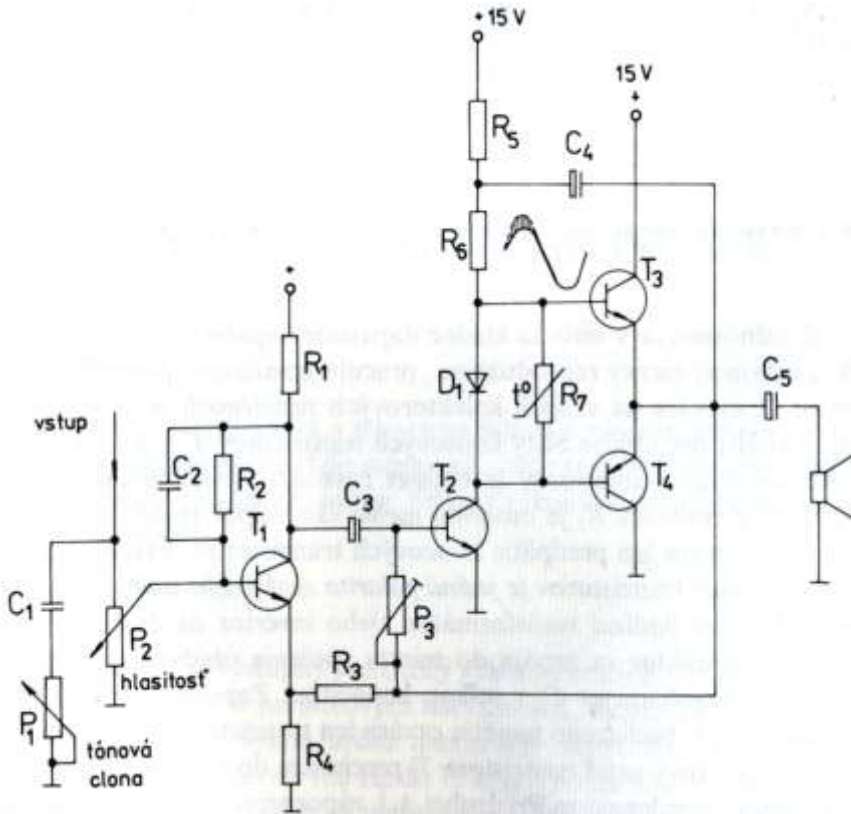 + 15 V
15 V
+
R5
C4
R6
T3
+
R1
D1
t°
R7
C5
vstup
C2
R2
T1
C3
T2
T4
C1
P2
P3
hlasitosť
R3
P1
tónová
clona
R4